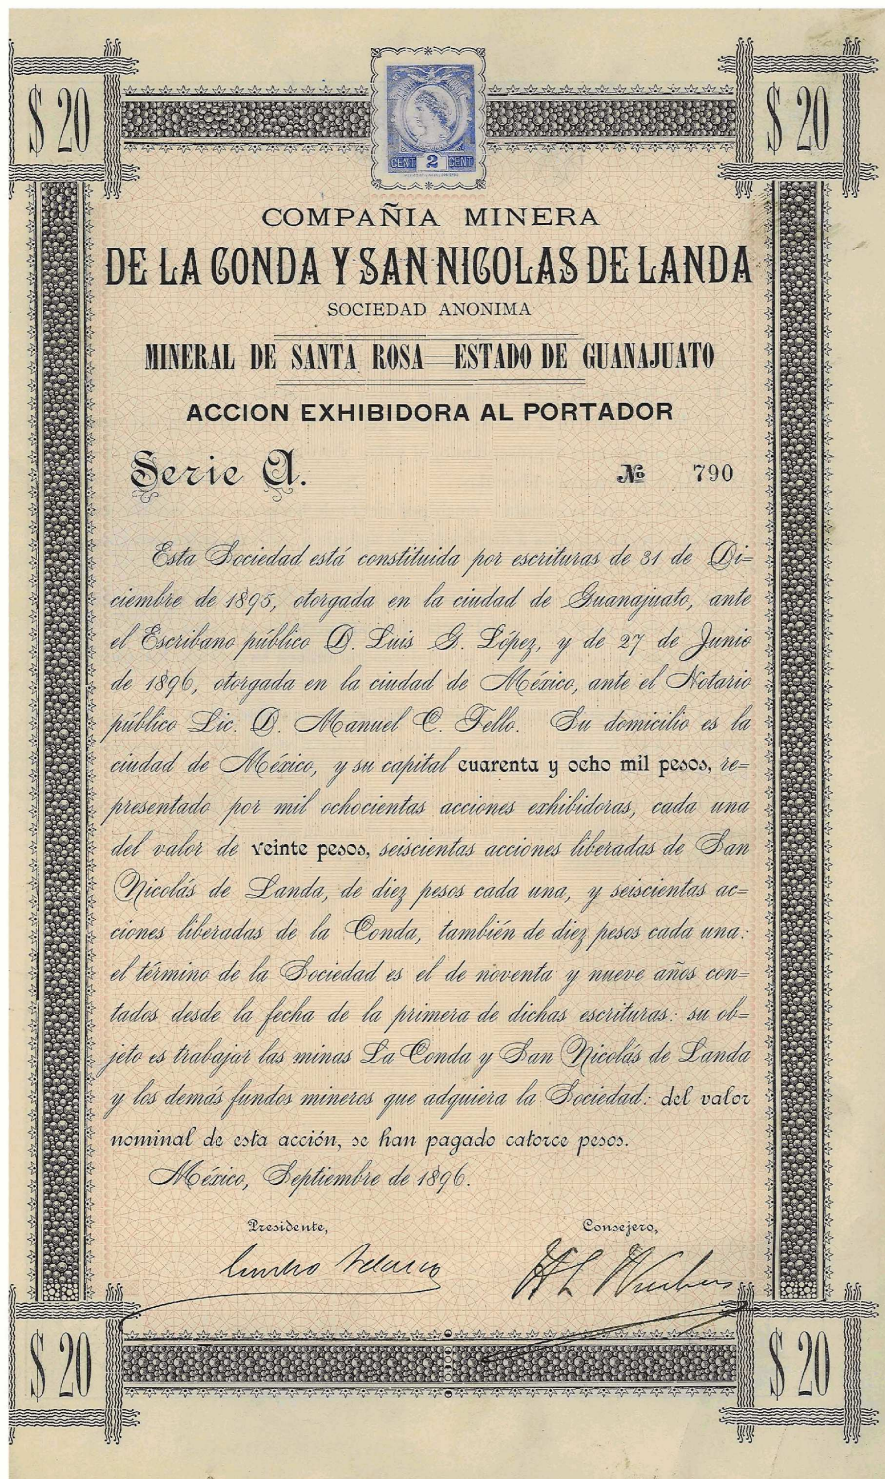 $ 20
$ 20
CENT 2 CENT
COMPAÑIA MINERA
DE LA CONDA Y SAN NICOLAS DE LANDA
SOCIEDAD ANONIMA
MINERAL DE SANTA ROSA ESTADO DE GUANAJUATO
ACCION EXHIBIDORA AL PORTADOR
Serie A.
No 790
Esta Sociedad está constituida por escrituras de 31 de Di=
ciembre de 1895, otorgada en la ciudad de Guanajuato, ante
el Escribano público D. Luis G. López, y de 27 de Junio
de 1896, otorgada en la ciudad de México, ante el Notario
público Lic. D. Manuel C. Tello. Su domicilio es la
ciudad de México, y su capital cuarenta y ocho mil pesos, re=
presentado por mil ochocientas acciones exhibidoras, cada una
del valor de veinte pesos, seiscientas acciones liberadas de San
Nicolás de Landa, de diez pesos cada una, y seiscientas ac=
ciones liberadas de la Conda, también de diez pesos cada una:
el término de la Sociedad es el de noventa y nueve años con=
tados desde la fecha de la primera de dichas escrituras: su ob=
jeto es trabajar las minas La Conda y San Nicolás de Landa
y los demás fundos mineros que adquiera la Sociedad: del valor
nominal de esta acción, se han pagado catorce pesos.
México, Septiembre de 1896.
Presidente,
Consejero,
$ 20
$ 20